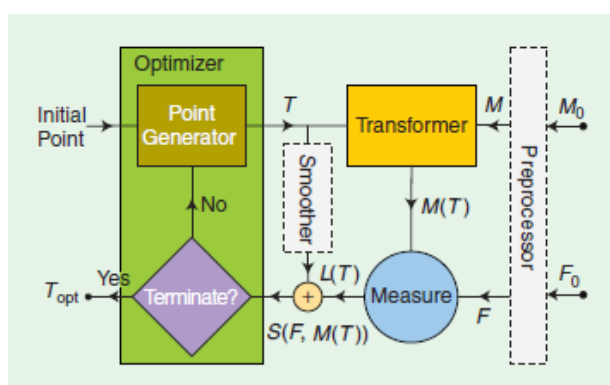 Optimizer
Initial
Point
Point
Generator
T
Transformer
M
M0
Preprocessor
Smoother
No
M(T)
Yes
Topt
Terminate?
L(T)
+
S(F, M(T))
Measure
F
F0